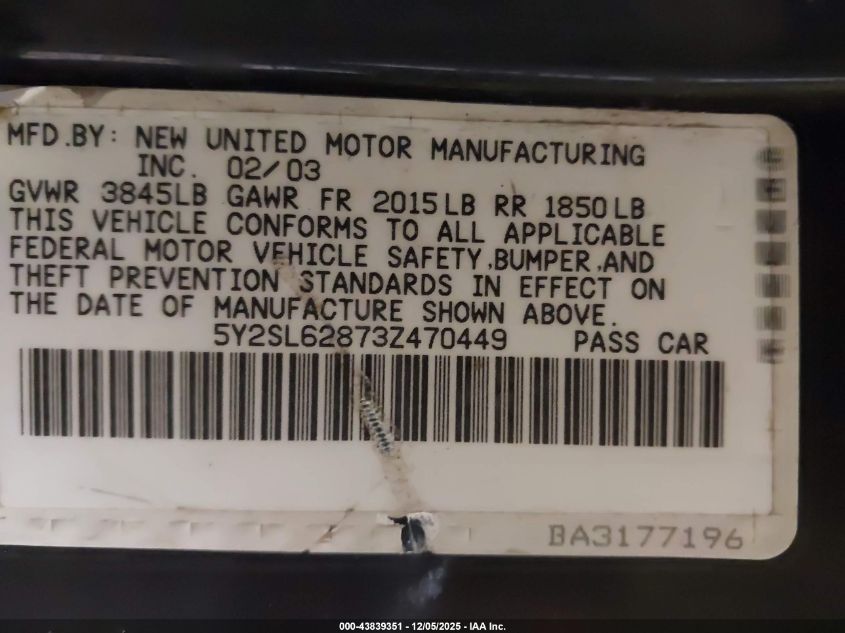 MFD.BY: NEW UNITED MOTOR MANUFACTURING
INC. 02/03
GVWR 3845LB GAWR FR 2015LB RR 1850LB
THIS VEHICLE CONFORMS TO ALL APPLICABLE
FEDERAL MOTOR VEHICLE SAFETY,BUMPER,AND
THEFT PREVENTION STANDARDS IN EFFECT ON
THE DATE OF MANUFACTURE SHOWN ABOVE.
5Y2SL62873Z470449 PASS CAR
BA3177196
000-43839351 - 12/05/2025 - IAA Inc.